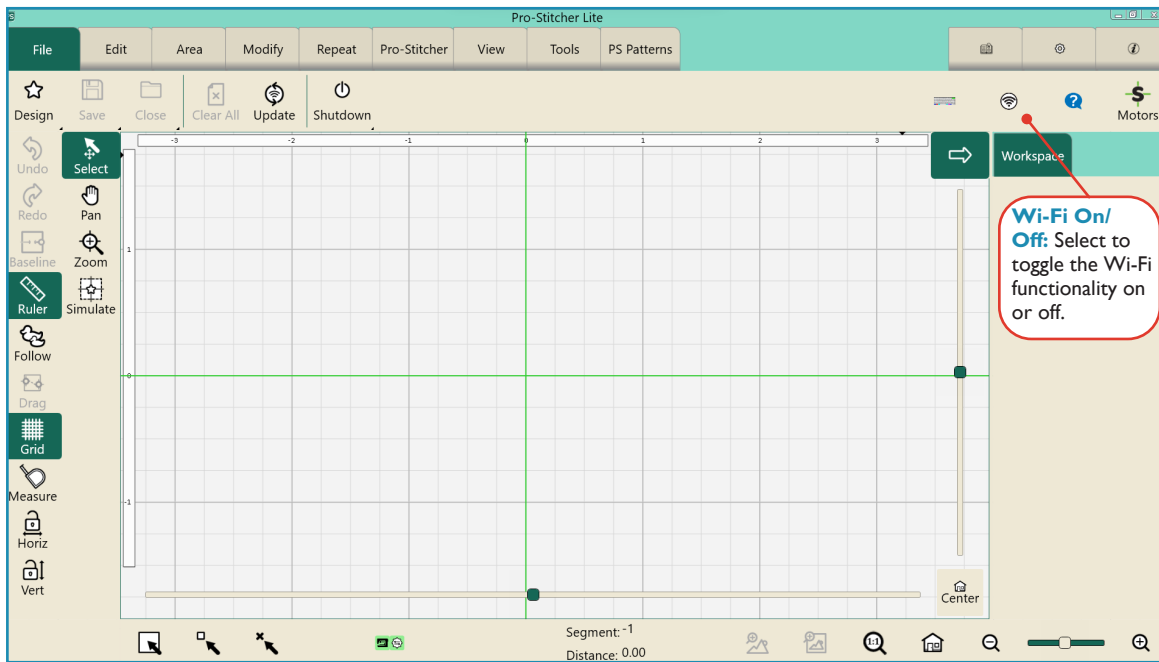 Pro-Stitcher Lite
File Edit Area Modify Repeat Pro-Stitcher View Tools PS Patterns
Design Save Close Clear All Update Shutdown Motors
-3 -2 -1 0 1 2 3
Undo Select
Workspace
Redo Pan
Baseline Zoom
Ruler Simulate
Follow
Drag
Grid
Measure
Horiz
Vert
1
0
-1
Wi-Fi On/
Off: Select to
toggle the Wi-Fi
functionality on
or off.
Center
Segment: -1
Distance: 0.00
1:1